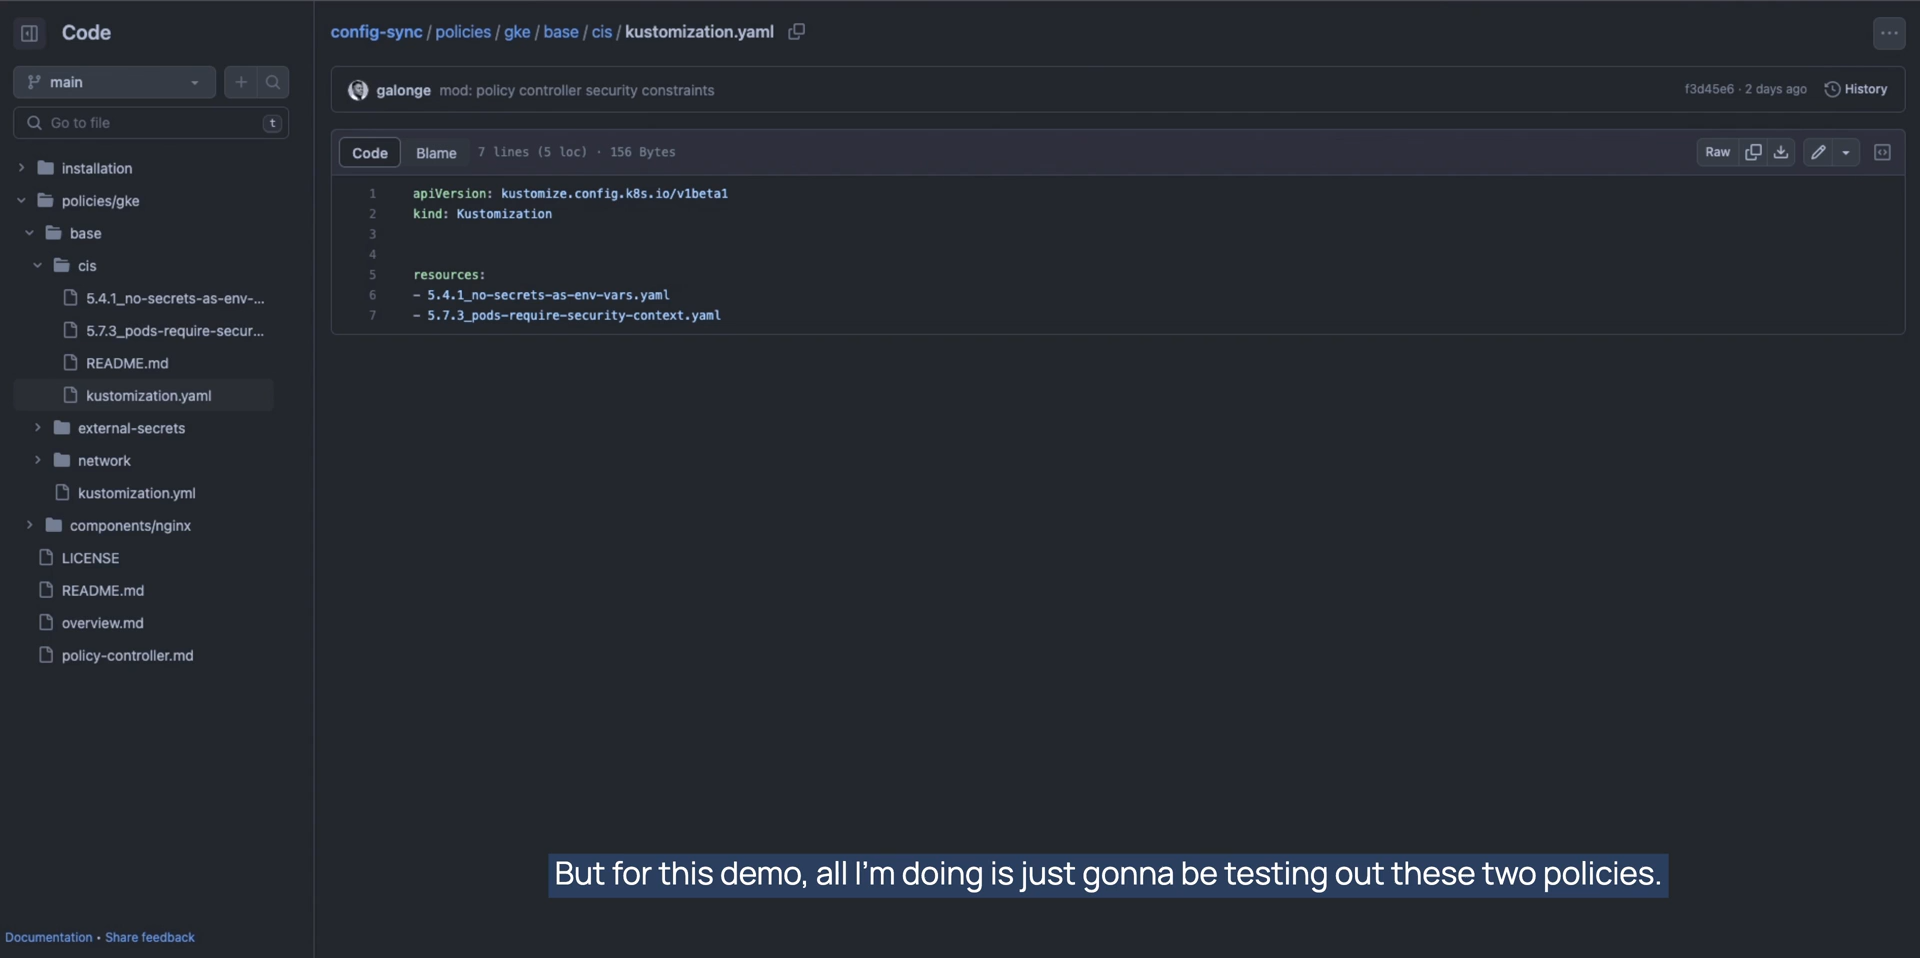 Code
main
Go to file
t
installation
policies/gke
base
cis
5.4.1_no-secrets-as-env-...
5.7.3_pods-require-secur...
README.md
kustomization.yaml
external-secrets
network
kustomization.yml
components/nginx
LICENSE
README.md
overview.md
policy-controller.md
Documentation • Share feedback
config-sync / policies / gke / base / cis / kustomization.yaml
galonge mod: policy controller security constraints
f3d45e6 · 2 days ago History
Code Blame 7 lines (5 loc) · 156 Bytes
Raw
1 apiVersion: kustomize.config.k8s.io/v1beta1
2 kind: Kustomization
3
4
5 resources:
6 - 5.4.1_no-secrets-as-env-vars.yaml
7 - 5.7.3_pods-require-security-context.yaml
But for this demo, all I'm doing is just gonna be testing out these two policies.